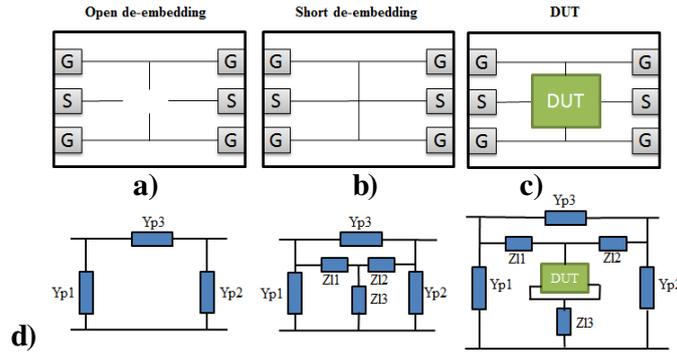 Open de-embedding
Short de-embedding
DUT
G G
G G
G G
S S
S S
S DUT S
G G
G G
G G
a)
b)
c)
Yp3
Yp1
Yp2
Yp3
Zl1
Zl2
Yp1
Zl3
Yp2
Yp3
Zl1
Zl2
Yp1
DUT
Yp2
Zl3
d)